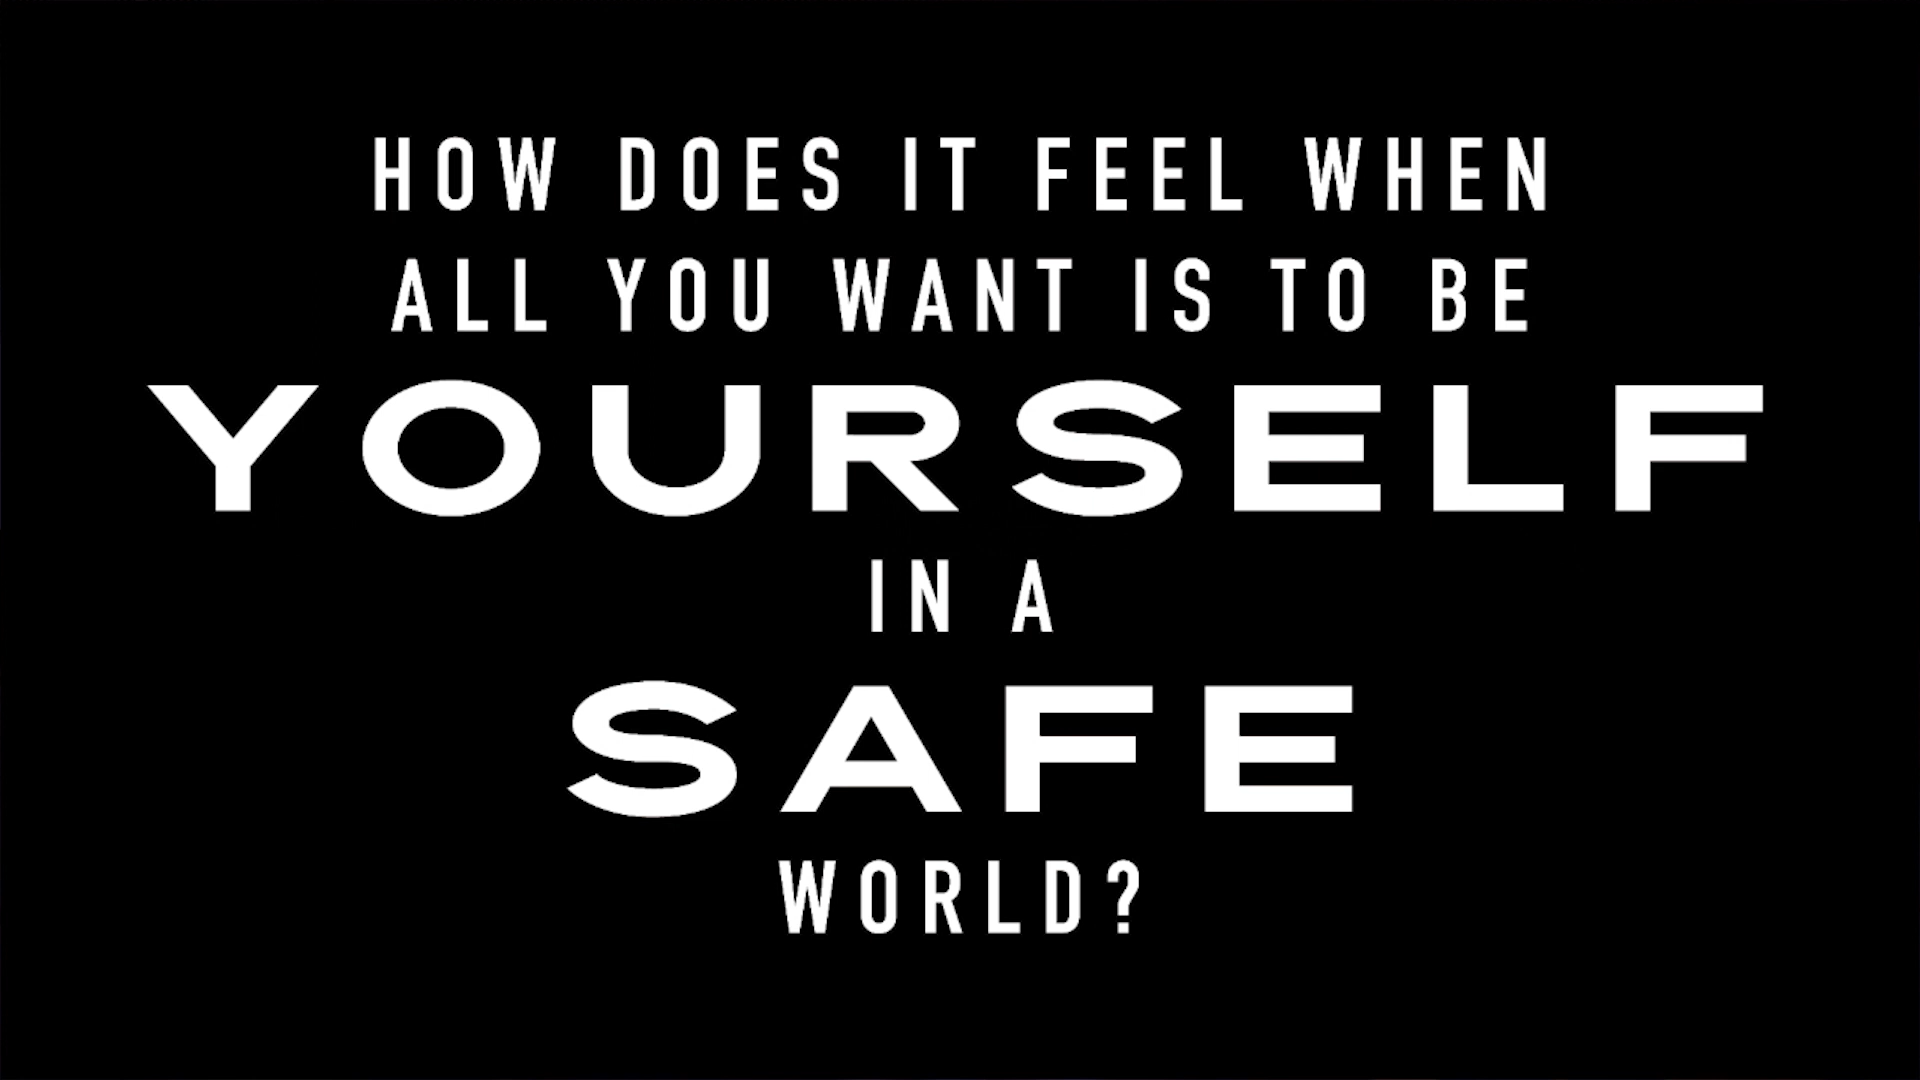 HOW DOES IT FEEL WHEN
ALL YOU WANT IS TO BE
YOURSELF
IN A
SAFE
WORLD?